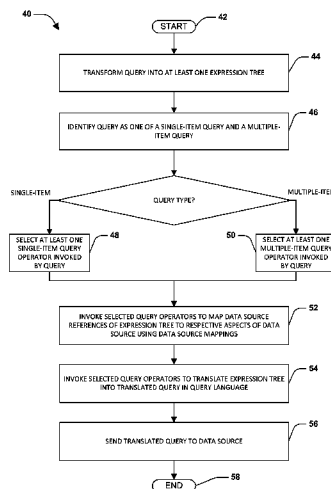 40
START
42
TRANSFORM QUERY INTO AT LEAST ONE EXPRESSION TREE
44
IDENTIFY QUERY AS ONE OF A SINGLE-ITEM QUERY AND A MULTIPLE-
ITEM QUERY
46
SINGLE-ITEM
QUERY TYPE?
MULTIPLE-ITE
SELECT AT LEAST ONE
SINGLE-ITEM QUERY
OPERATOR INVOKED
BY QUERY
48
50
SELECT AT LEAST ONE
MULTIPLE-ITEM QUERY
OPERATOR INVOKED
BY QUERY
INVOKE SELECTED QUERY OPERATORS TO MAP DATA SOURCE
REFERENCES OF EXPRESSION TREE TO RESPECTIVE ASPECTS OF DATA
SOURCE USING DATA SOURCE MAPPINGS
52
INVOKE SELECTED QUERY OPERATORS TO TRANSLATE EXPRESSION TREE
INTO TRANSLATED QUERY IN QUERY LANGUAGE
54
SEND TRANSLATED QUERY TO DATA SOURCE
56
END
58